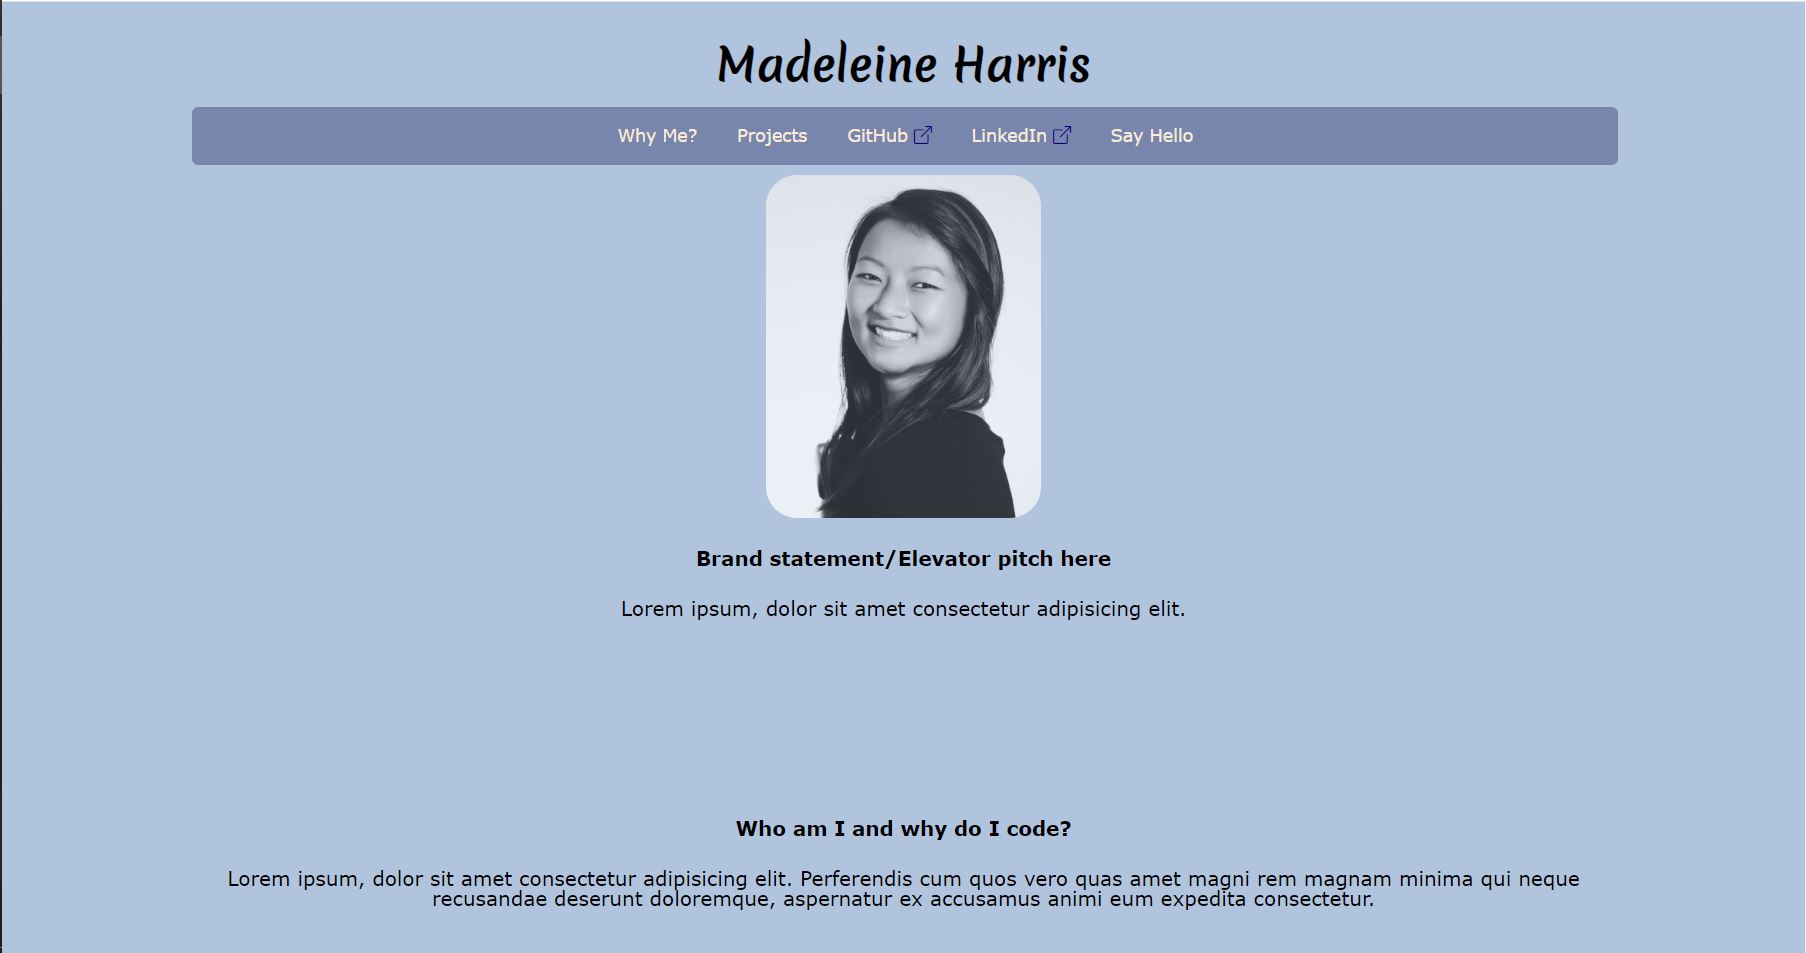 Madeleine Harris
Why Me? Projects GitHub LinkedIn Say Hello
Brand statement/Elevator pitch here
Lorem ipsum, dolor sit amet consectetur adipisicing elit.
Who am I and why do I code?
Lorem ipsum, dolor sit amet consectetur adipisicing elit. Perferendis cum quos vero quas amet magni rem magnam minima qui neque
recusandae deserunt doloremque, aspernatur ex accusamus animi eum expedita consectetur.